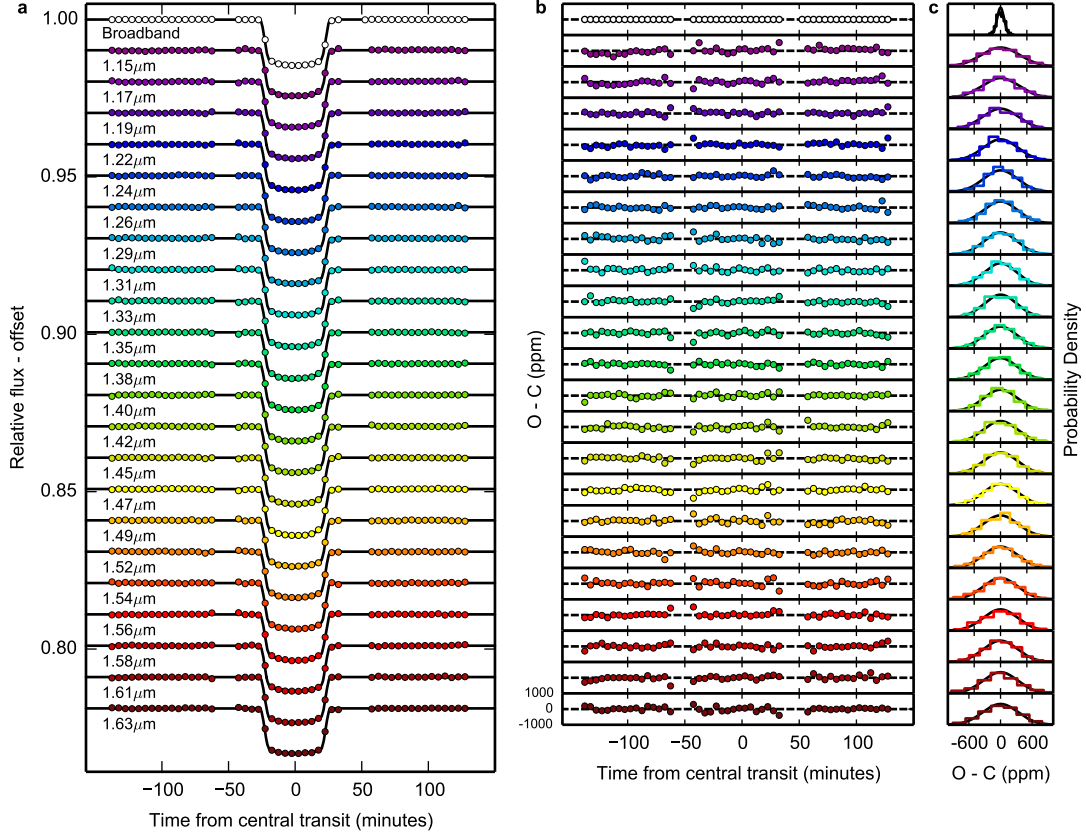 a
b
c
1.00
0.95
0.90
0.85
0.80
Relative flux - offset
Broadband
1.15μm
1.17μm
1.19μm
1.22μm
1.24μm
1.26μm
1.29μm
1.31μm
1.33μm
1.35μm
1.38μm
1.40μm
1.42μm
1.45μm
1.47μm
1.49μm
1.52μm
1.54μm
1.56μm
1.58μm
1.61μm
1.63μm
−100 −50 0 50 100
Time from central transit (minutes)
O - C (ppm)
1000
0
-1000
−100 −50 0 50 100
Time from central transit (minutes)
Probability Density
-600 0 600
O - C (ppm)